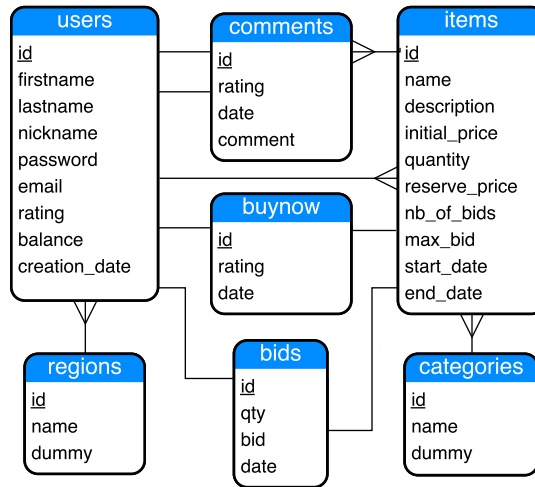 users
id
firstname
lastname
nickname
password
email
rating
balance
creation_date
comments
id
rating
date
comment
items
id
name
description
initial_price
quantity
reserve_price
nb_of_bids
max_bid
start_date
end_date
buynow
id
rating
date
regions
id
name
dummy
bids
id
qty
bid
date
categories
id
name
dummy